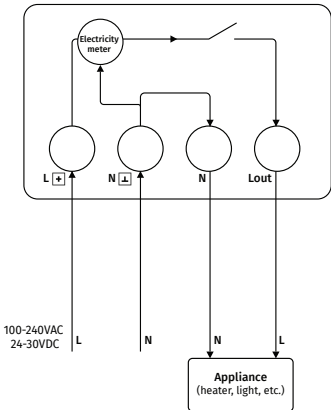 Electricity
meter
L + N ⊥ N Lout
100-240VAC
24-30VDC
L N N L
Appliance
(heater, light, etc.)